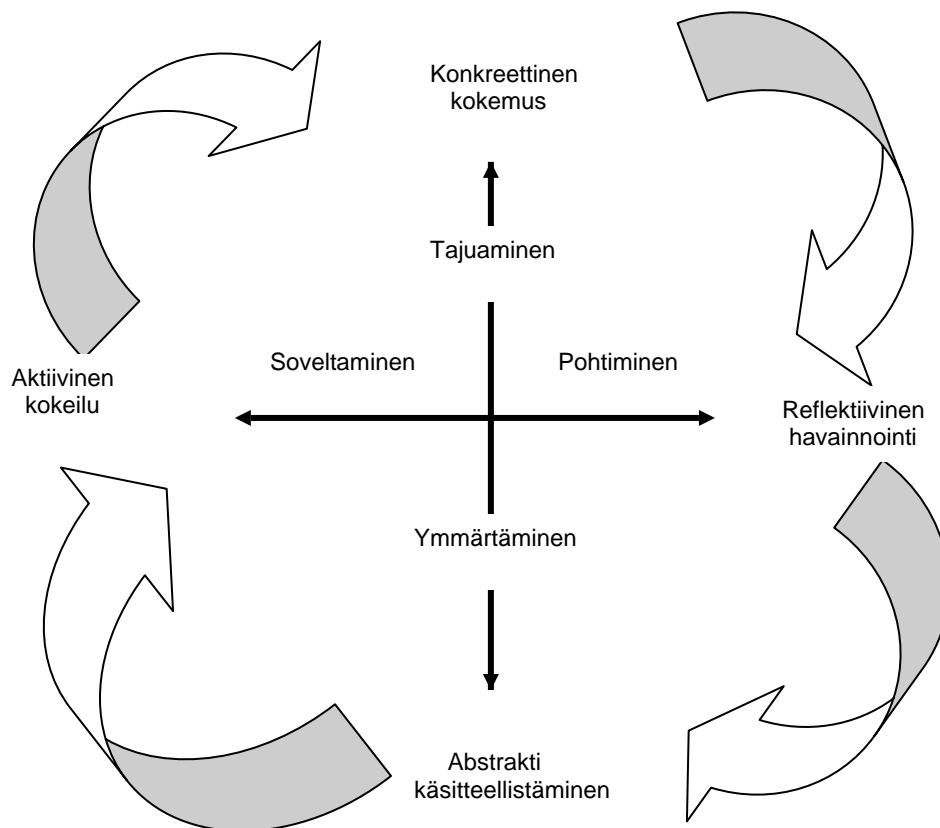 Konkreettinen
kokemus
Tajuaminen
Soveltaminen
Pohtiminen
Aktiivinen
kokeilu
Reflektiivinen
havainnointi
Ymmärtäminen
Abstrakti
käsitteellistäminen